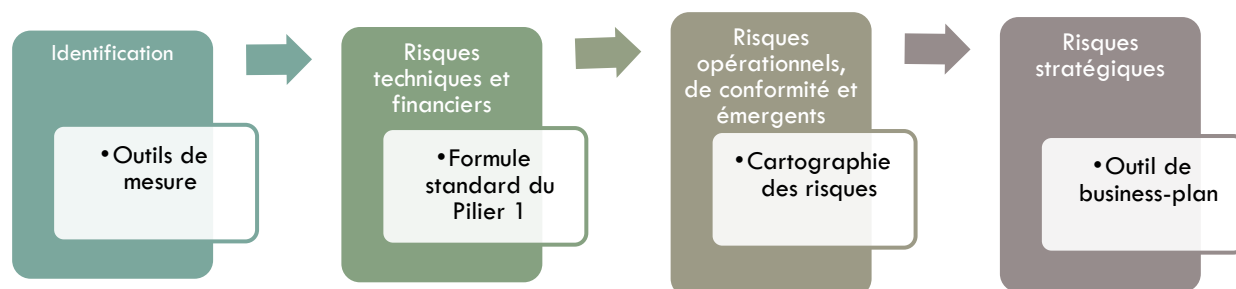 Identification
• Outils de
mesure
Risques
techniques et
financiers
• Formule
standard du
Pilier 1
Risques
opérationnels,
de conformité et
émergents
• Cartographie
des risques
Risques
stratégiques
• Outil de
business-plan